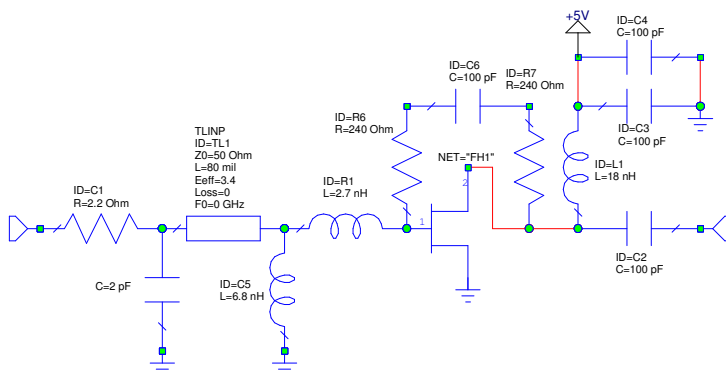 +5V
ID=C4
C=100 pF
ID=C6
C=100 pF
ID=R7
R=240 Ohm
ID=R6
R=240 Ohm
ID=C3
C=100 pF
TLINP
ID=TL1
Z0=50 Ohm
L=80 mil
Eeff=3.4
Loss=0
F0=0 GHz
NET="FH1"
2
ID=L1
L=18 nH
ID=C1
R=2.2 Ohm
ID=R1
L=2.7 nH
1
ID=C2
C=100 pF
C=2 pF
ID=C5
L=6.8 nH